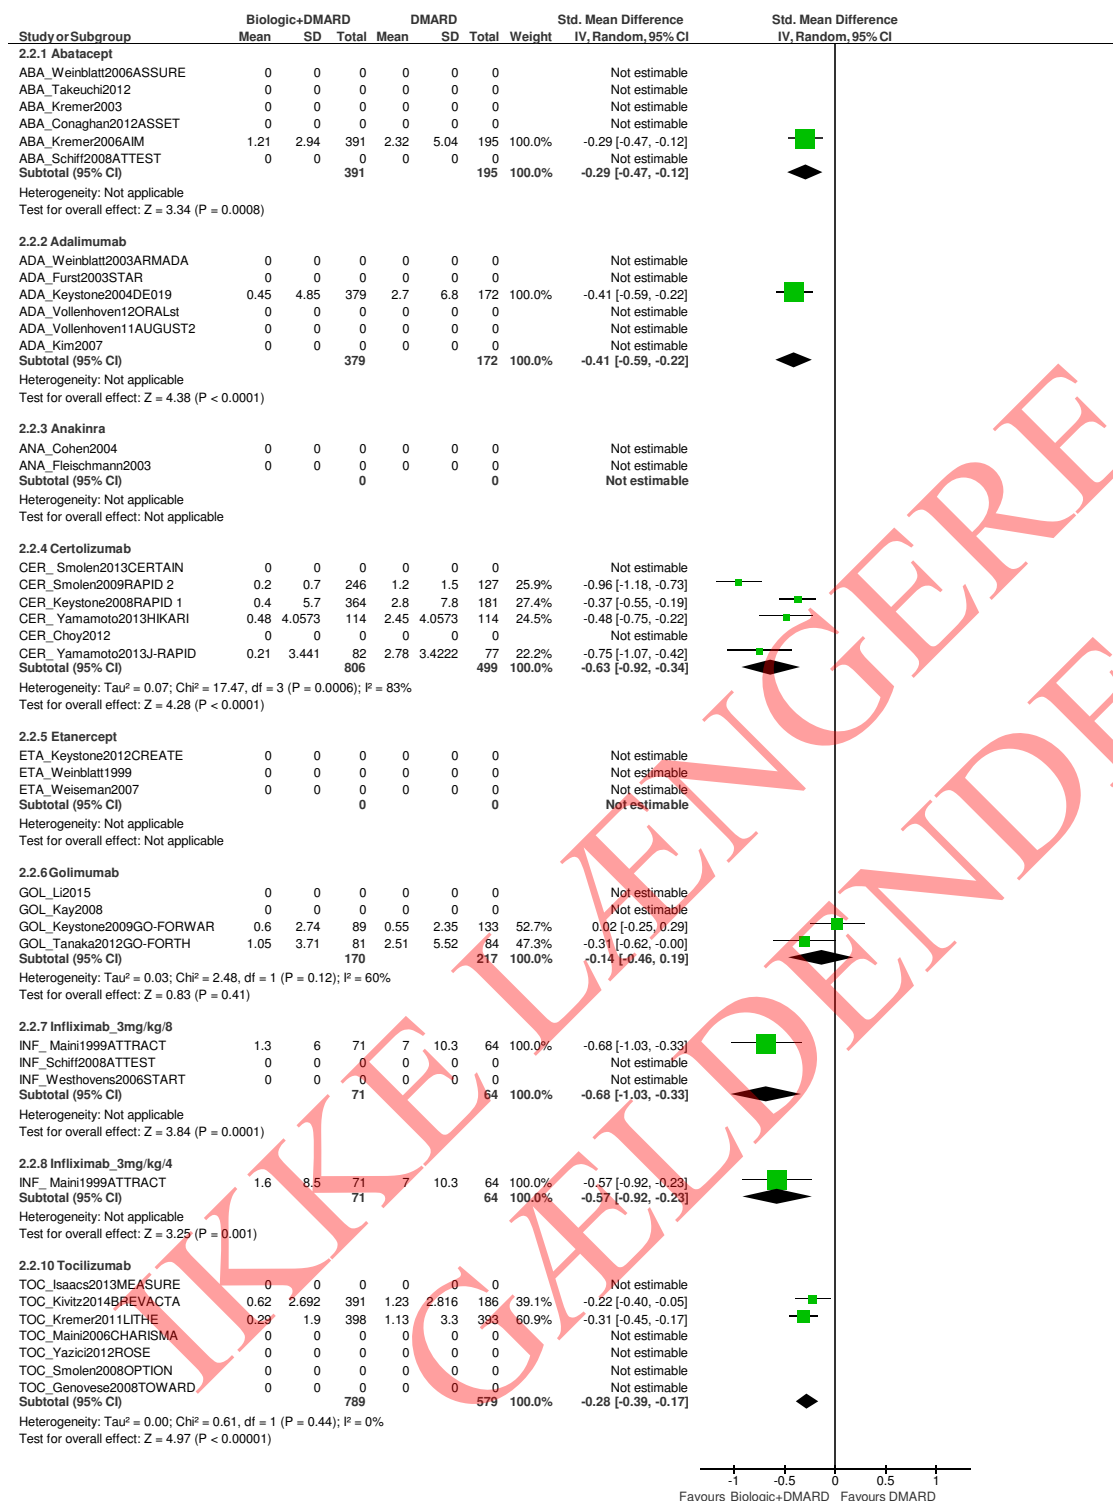 Biologic+DMARD DMARD Std. Mean Difference Std. Mean Difference
Study or Subgroup Mean SD Total Mean SD Total Weight IV, Random, 95% CI IV, Random, 95% CI
2.2.1 Abatacept
ABA_Weinblatt2006ASSURE 0 0 0 0 0 0 Not estimable
ABA_Takeuchi2012 0 0 0 0 0 0 Not estimable
ABA_Kremer2003 0 0 0 0 0 0 Not estimable
ABA_Conaghan2012ASSET 0 0 0 0 0 0 Not estimable
ABA_Kremer2006AIM 1.21 2.94 391 2.32 5.04 195 100.0% -0.29 [-0.47, -0.12]
ABA_Schiff2008ATTEST 0 0 0 0 0 0 Not estimable
Subtotal (95% CI) 391 195 100.0% -0.29 [-0.47, -0.12]
Heterogeneity: Not applicable
Test for overall effect: Z = 3.34 (P = 0.0008)
2.2.2 Adalimumab
ADA_Weinblatt2003ARMADA 0 0 0 0 0 0 Not estimable
ADA_Furst2003STAR 0 0 0 0 0 0 Not estimable
ADA_Keystone2004DE019 0.45 4.85 379 2.7 6.8 172 100.0% -0.41 [-0.59, -0.22]
ADA_Vollenhoven12ORALst 0 0 0 0 0 0 Not estimable
ADA_Vollenhoven11AUGUST2 0 0 0 0 0 0 Not estimable
ADA_Kim2007 0 0 0 0 0 0 Not estimable
Subtotal (95% CI) 379 172 100.0% -0.41 [-0.59, -0.22]
Heterogeneity: Not applicable
Test for overall effect: Z = 4.38 (P < 0.0001)
2.2.3 Anakinra
ANA_Cohen2004 0 0 0 0 0 0 Not estimable
ANA_Fleischmann2003 0 0 0 0 0 0 Not estimable
Subtotal (95% CI) 0 0 Not estimable
Heterogeneity: Not applicable
Test for overall effect: Not applicable
2.2.4 Certolizumab
CER_ Smolen2013CERTAIN 0 0 0 0 0 0 Not estimable
CER_Smolen2009RAPID 2 0.2 0.7 246 1.2 1.5 127 25.9% -0.96 [-1.18, -0.73]
CER_Keystone2008RAPID 1 0.4 5.7 364 2.8 7.8 181 27.4% -0.37 [-0.55, -0.19]
CER_ Yamamoto2013HIKARI 0.48 4.0573 114 2.45 4.0573 114 24.5% -0.48 [-0.75, -0.22]
CER_Choy2012 0 0 0 0 0 0 Not estimable
CER_ Yamamoto2013J-RAPID 0.21 3.441 82 2.78 3.4222 77 22.2% -0.75 [-1.07, -0.42]
Subtotal (95% CI) 806 499 100.0% -0.63 [-0.92, -0.34]
Heterogeneity: Tau² = 0.07; Chi² = 17.47, df = 3 (P = 0.0006); I² = 83%
Test for overall effect: Z = 4.28 (P < 0.0001)
2.2.5 Etanercept
ETA_Keystone2012CREATE 0 0 0 0 0 0 Not estimable
ETA_Weinblatt1999 0 0 0 0 0 0 Not estimable
ETA_Weiseman2007 0 0 0 0 0 0 Not estimable
Subtotal (95% CI) 0 0 Not estimable
Heterogeneity: Not applicable
Test for overall effect: Not applicable
2.2.6 Golimumab
GOL_Li2015 0 0 0 0 0 0 Not estimable
GOL_Kay2008 0 0 0 0 0 0 Not estimable
GOL_Keystone2009GO-FORWAR 0.6 2.74 89 0.55 2.35 133 52.7% 0.02 [-0.25, 0.29]
GOL_Tanaka2012GO-FORTH 1.05 3.71 81 2.51 5.52 84 47.3% -0.31 [-0.62, -0.00]
Subtotal (95% CI) 170 217 100.0% -0.14 [-0.46, 0.19]
Heterogeneity: Tau² = 0.03; Chi² = 2.48, df = 1 (P = 0.12); I² = 60%
Test for overall effect: Z = 0.83 (P = 0.41)
2.2.7 Infliximab_3mg/kg/8
INF_ Maini1999ATTRACT 1.3 6 71 7 10.3 64 100.0% -0.68 [-1.03, -0.33]
INF_Schiff2008ATTEST 0 0 0 0 0 0 Not estimable
INF_Westhovens2006START 0 0 0 0 0 0 Not estimable
Subtotal (95% CI) 71 64 100.0% -0.68 [-1.03, -0.33]
Heterogeneity: Not applicable
Test for overall effect: Z = 3.84 (P = 0.0001)
2.2.8 Infliximab_3mg/kg/4
INF_ Maini1999ATTRACT 1.6 8.5 71 7 10.3 64 100.0% -0.57 [-0.92, -0.23]
Subtotal (95% CI) 71 64 100.0% -0.57 [-0.92, -0.23]
Heterogeneity: Not applicable
Test for overall effect: Z = 3.25 (P = 0.001)
2.2.10 Tocilizumab
TOC_Isaacs2013MEASURE 0 0 0 0 0 0 Not estimable
TOC_Kivitz2014BREVACTA 0.62 2.692 391 1.23 2.816 186 39.1% -0.22 [-0.40, -0.05]
TOC_Kremer2011LITHE 0.29 1.9 398 1.13 3.3 393 60.9% -0.31 [-0.45, -0.17]
TOC_Maini2006CHARISMA 0 0 0 0 0 0 Not estimable
TOC_Yazici2012ROSE 0 0 0 0 0 0 Not estimable
TOC_Smolen2008OPTION 0 0 0 0 0 0 Not estimable
TOC_Genovese2008TOWARD 0 0 0 0 0 0 Not estimable
Subtotal (95% CI) 789 579 100.0% -0.28 [-0.39, -0.17]
Heterogeneity: Tau² = 0.00; Chi² = 0.61, df = 1 (P = 0.44); I² = 0%
Test for overall effect: Z = 4.97 (P < 0.00001)
-1 -0.5 0 0.5 1
Favours Biologic+DMARD Favours DMARD
IKKE LÆNGERE
GÆLDENDE